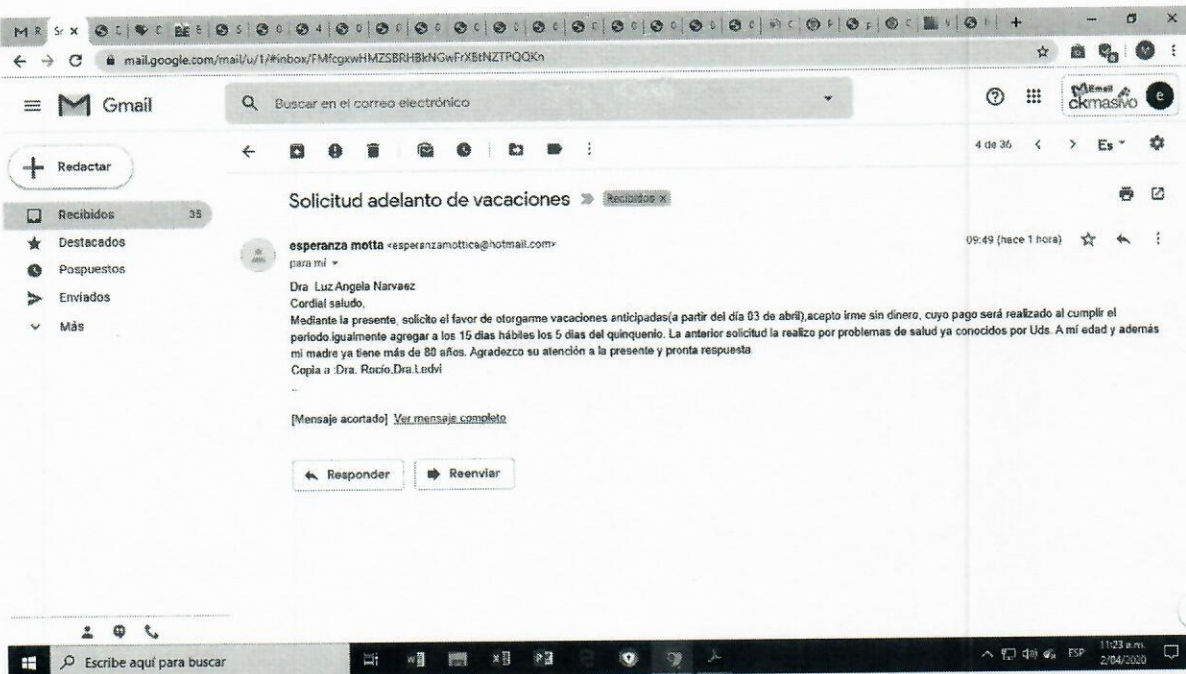 mail.google.com/mail/u/1/#inbox/FMfcgxwHMZSBRHBkNGwFrXBtNZTPQQKn
Gmail
Buscar en el correo electrónico
ckmasivo
e
4 de 36
Es
Redactar
Solicitud adelanto de vacaciones
Recibidos x
Recibidos 35
Destacados
Pospuestos
Enviados
Más
esperanza motta <esperanzamottica@hotmail.com>
09:49 (hace 1 hora)
para mí
Dra Luz Angela Narvaez
Cordial saludo,
Mediante la presente, solicito el favor de otorgarme vacaciones anticipadas(a partir del día 03 de abril),acepto irme sin dinero, cuyo pago será realizado al cumplir el
periodo.igualmente agregar a los 15 dias hábiles los 5 dias del quinquenio. La anterior solicitud la realizo por problemas de salud ya conocidos por Uds. A mí edad y además
mi madre ya tiene más de 80 años. Agradezco su atención a la presente y pronta respuesta.
Copia a :Dra. Rocío,Dra.Ledvi
--
[Mensaje acortado] Ver mensaje completo
Responder
Reenviar
Escribe aquí para buscar
ESP
11:23 a.m.
2/04/2020